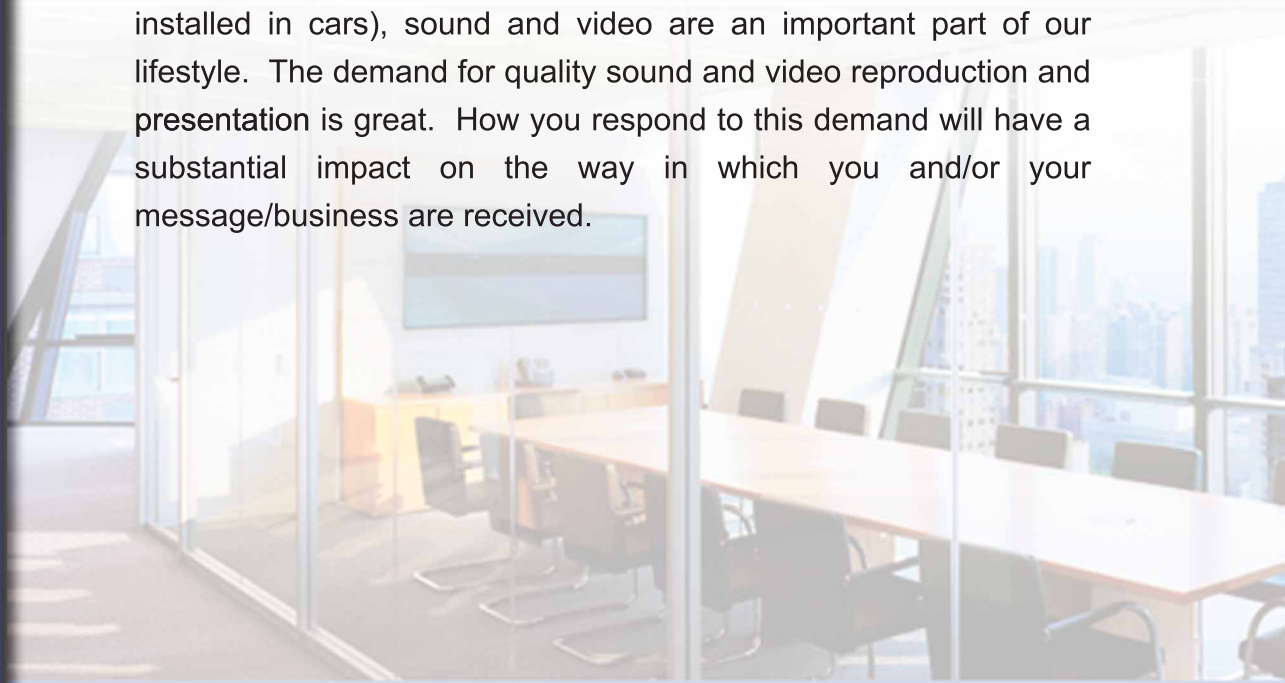 installed in cars), sound and video are an important part of our
lifestyle.  The demand for quality sound and video reproduction and
presentation is great.  How you respond to this demand will have a
substantial impact on the way in which you and/or your
message/business are received.